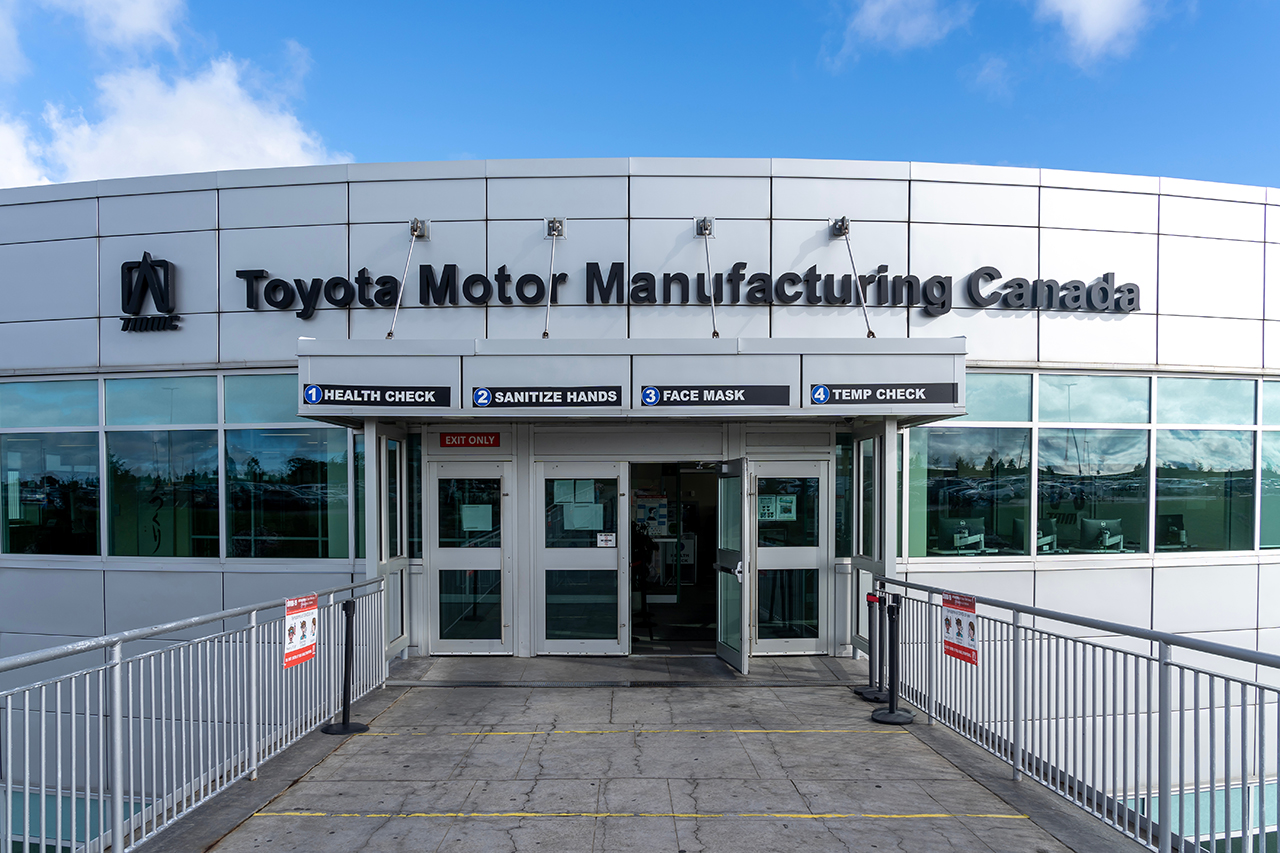 Toyota Motor Manufacturing Canada
TMMC
1 HEALTH CHECK
2 SANITIZE HANDS
3 FACE MASK
4 TEMP CHECK
EXIT ONLY